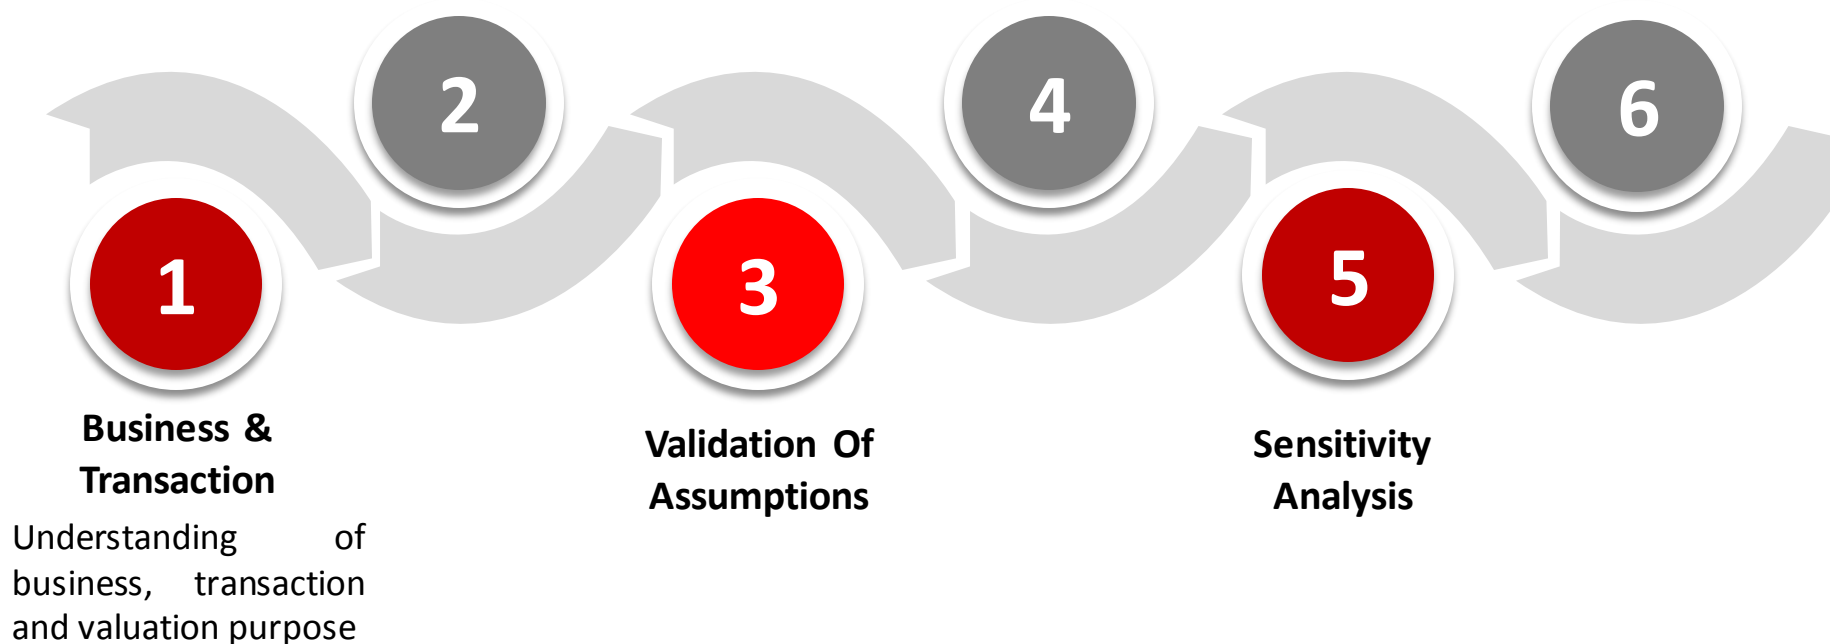 2
4
6
1
3
5
Business &
Transaction
Understanding of
business, transaction
and valuation purpose
Validation Of
Assumptions
Sensitivity
Analysis